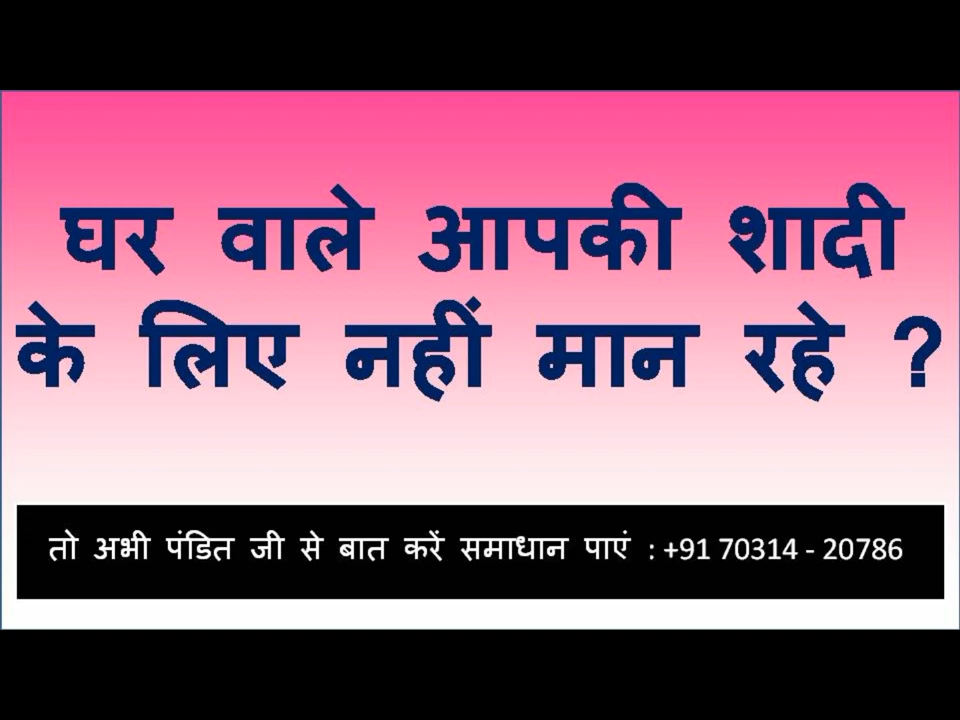 घर वाले आपकी शादी
के लिए नहीं मान रहे ?
तो अभी पंडित जी से बात करें समाधान पाएं : +91 70314 - 20786